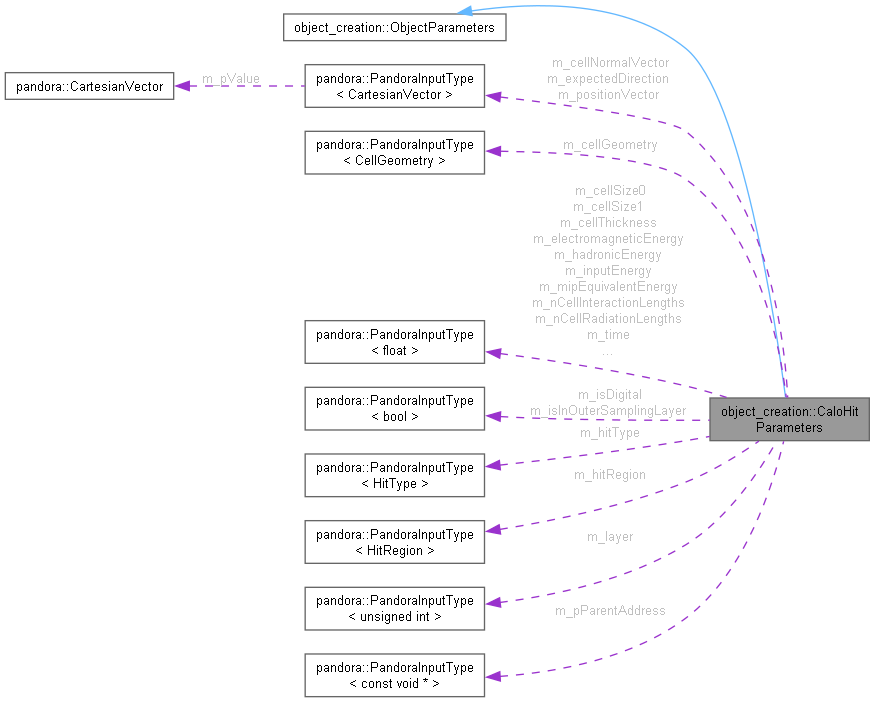 object_creation::ObjectParameters
pandora::CartesianVector
m_pValue
pandora::PandoraInputType
< CartesianVector >
m_cellNormalVector
m_expectedDirection
m_positionVector
pandora::PandoraInputType
< CellGeometry >
m_cellGeometry
m_cellSize0
m_cellSize1
m_cellThickness
m_electromagneticEnergy
m_hadronicEnergy
m_inputEnergy
m_mipEquivalentEnergy
m_nCellInteractionLengths
m_nCellRadiationLengths
m_time
...
pandora::PandoraInputType
< float >
pandora::PandoraInputType
< bool >
m_isDigital
m_isInOuterSamplingLayer
object_creation::CaloHit
Parameters
pandora::PandoraInputType
< HitType >
m_hitType
pandora::PandoraInputType
< HitRegion >
m_hitRegion
pandora::PandoraInputType
< unsigned int >
m_layer
pandora::PandoraInputType
< const void * >
m_pParentAddress